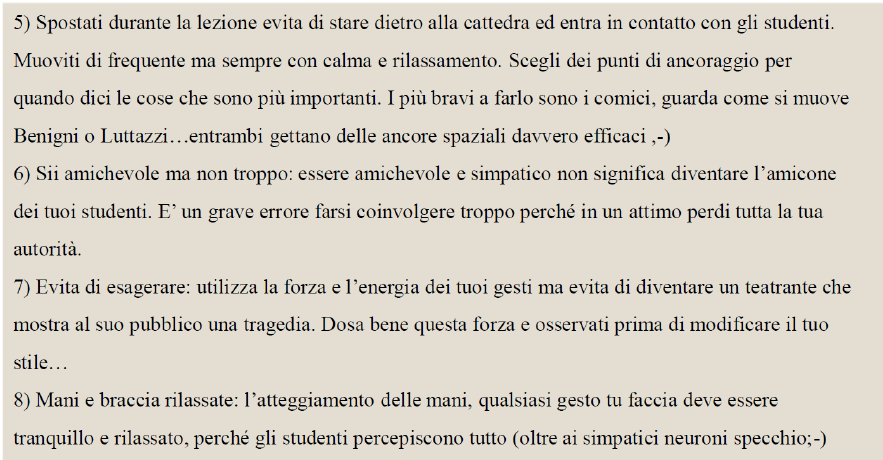 5) Spostati durante la lezione evita di stare dietro alla cattedra ed entra in contatto con gli studenti.
Muoviti di frequente ma sempre con calma e rilassamento. Scegli dei punti di ancoraggio per
quando dici le cose che sono più importanti. I più bravi a farlo sono i comici, guarda come si muove
Benigni o Luttazzi…entrambi gettano delle ancore spaziali davvero efficaci ,-)
6) Sii amichevole ma non troppo: essere amichevole e simpatico non significa diventare l’amicone
dei tuoi studenti. E’ un grave errore farsi coinvolgere troppo perché in un attimo perdi tutta la tua
autorità.
7) Evita di esagerare: utilizza la forza e l’energia dei tuoi gesti ma evita di diventare un teatrante che
mostra al suo pubblico una tragedia. Dosa bene questa forza e osservati prima di modificare il tuo
stile…
8) Mani e braccia rilassate: l’atteggiamento delle mani, qualsiasi gesto tu faccia deve essere
tranquillo e rilassato, perché gli studenti percepiscono tutto (oltre ai simpatici neuroni specchio;-)